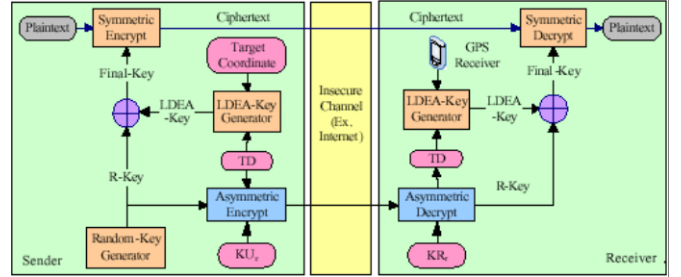 Plaintext
Symmetric
Encrypt
Ciphertext
Ciphertext
Symmetric
Decrypt
Plaintext
Target
Coordinate
GPS
Receiver
Final-Key
Final-Key
Insecure
Channel
(Ex.
Internet)
LDEA
-Key
LDEA-Key
Generator
LDEA-Key
Generator
LDEA
-Key
TD
TD
R-Key
R-Key
Asymmetric
Encrypt
Asymmetric
Decrypt
Random-Key
Generator
KUr
KRr
Sender
Receiver .